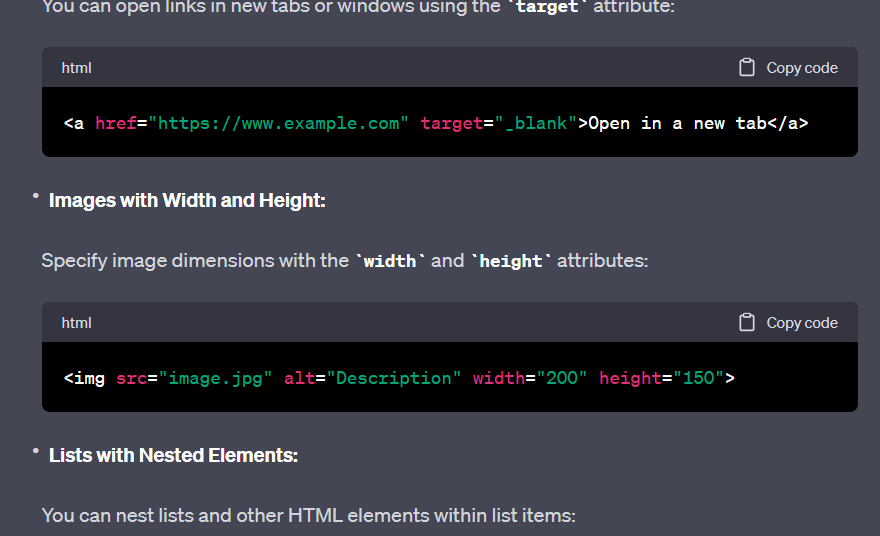 You can open links in new tabs or windows using the `target` attribute:
html
Copy code
<a href="https://www.example.com" target="_blank">Open in a new tab</a>
• Images with Width and Height:
Specify image dimensions with the `width` and `height` attributes:
html
Copy code
<img src="image.jpg" alt="Description" width="200" height="150">
• Lists with Nested Elements:
You can nest lists and other HTML elements within list items: